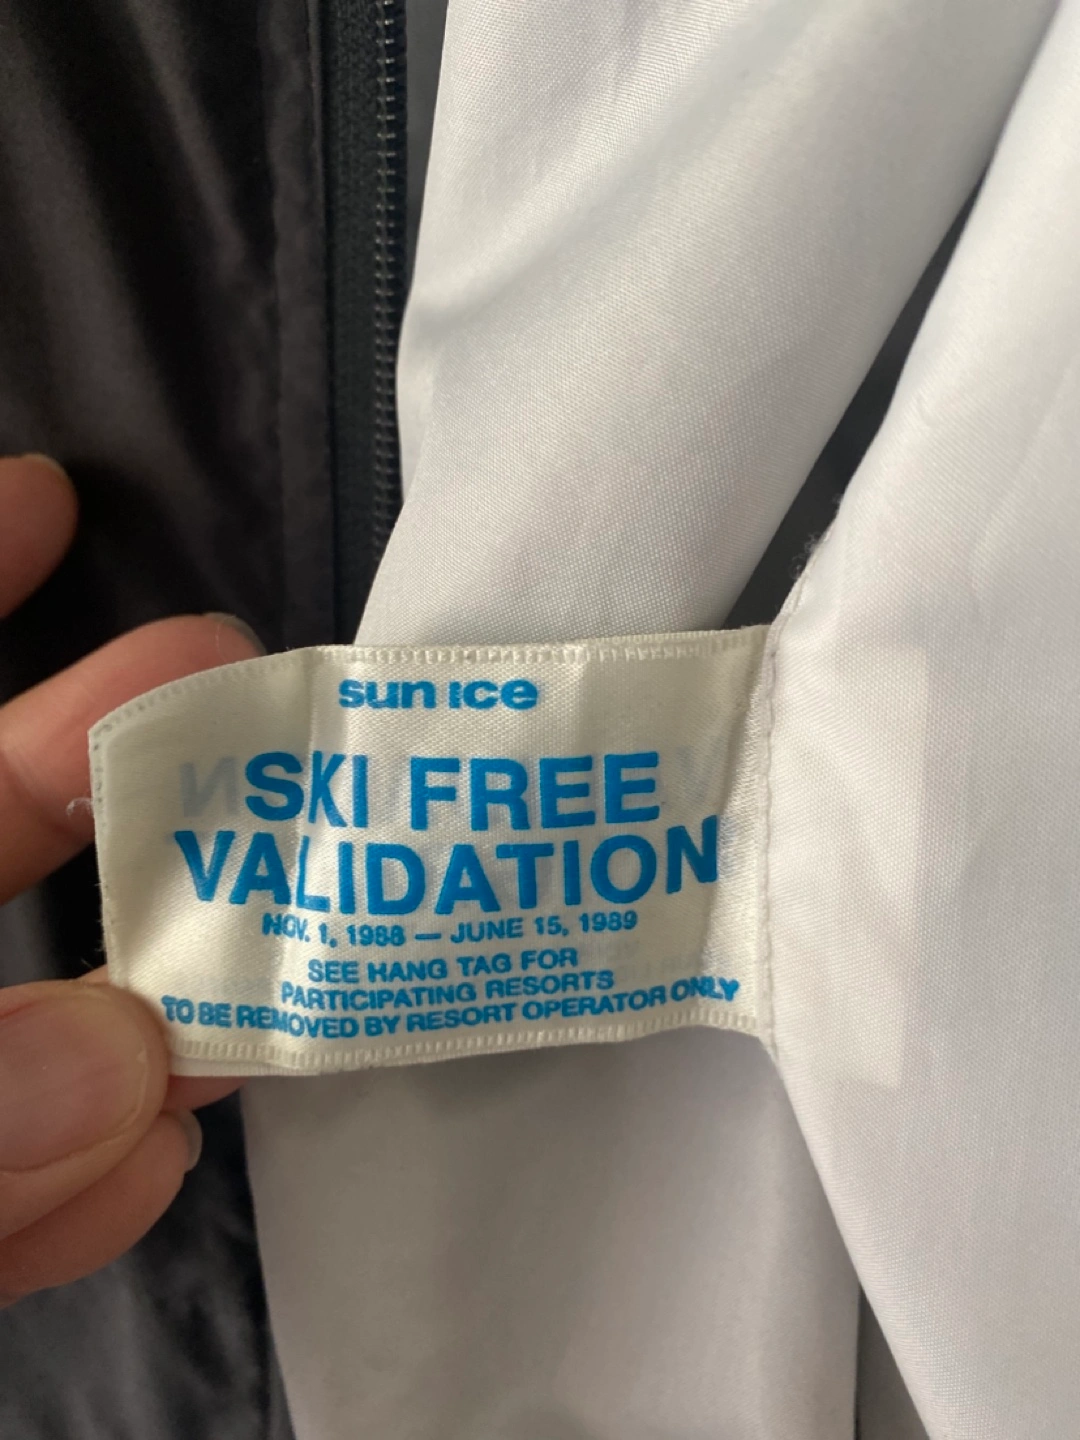 sun ice
SKI FREE
VALIDATION
NOV. 1, 1988 — JUNE 15, 1989
SEE HANG TAG FOR
PARTICIPATING RESORTS
TO BE REMOVED BY RESORT OPERATOR ONLY